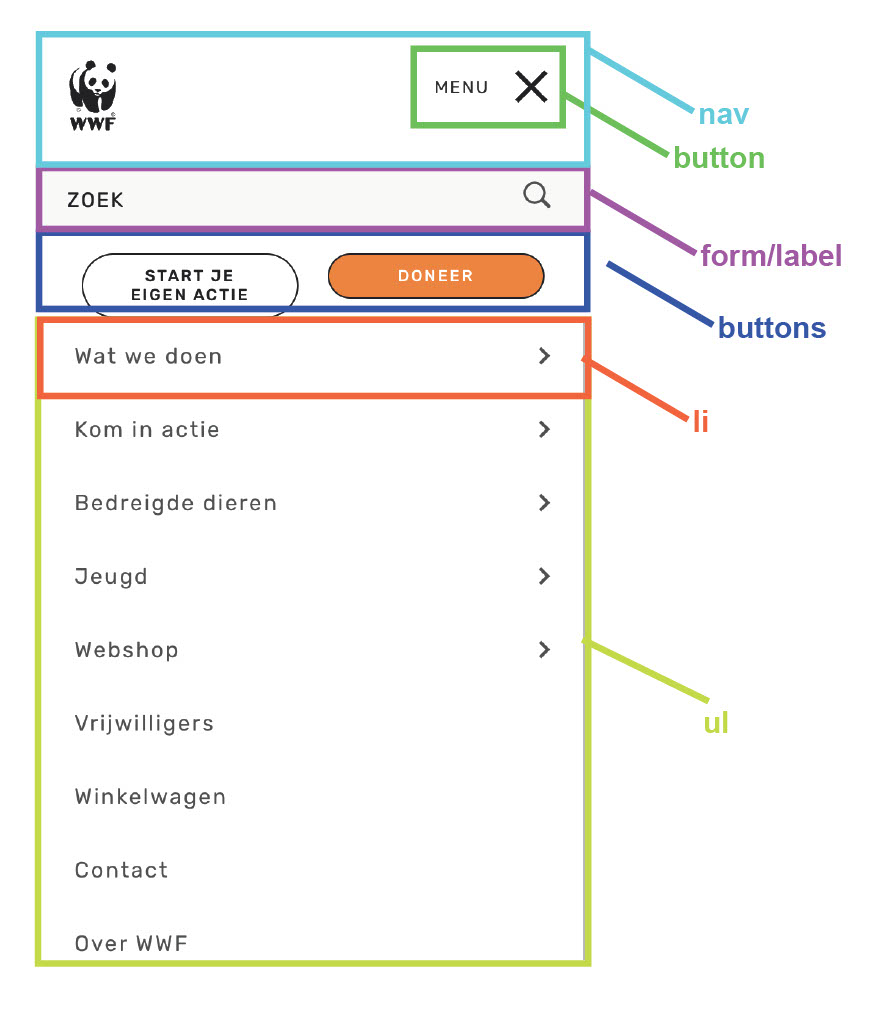 MENU
WWF
nav
button
ZOEK
form/label
START JE
EIGEN ACTIE
DONEER
buttons
Wat we doen
li
Kom in actie
Bedreigde dieren
Jeugd
Webshop
ul
Vrijwilligers
Winkelwagen
Contact
Over WWF